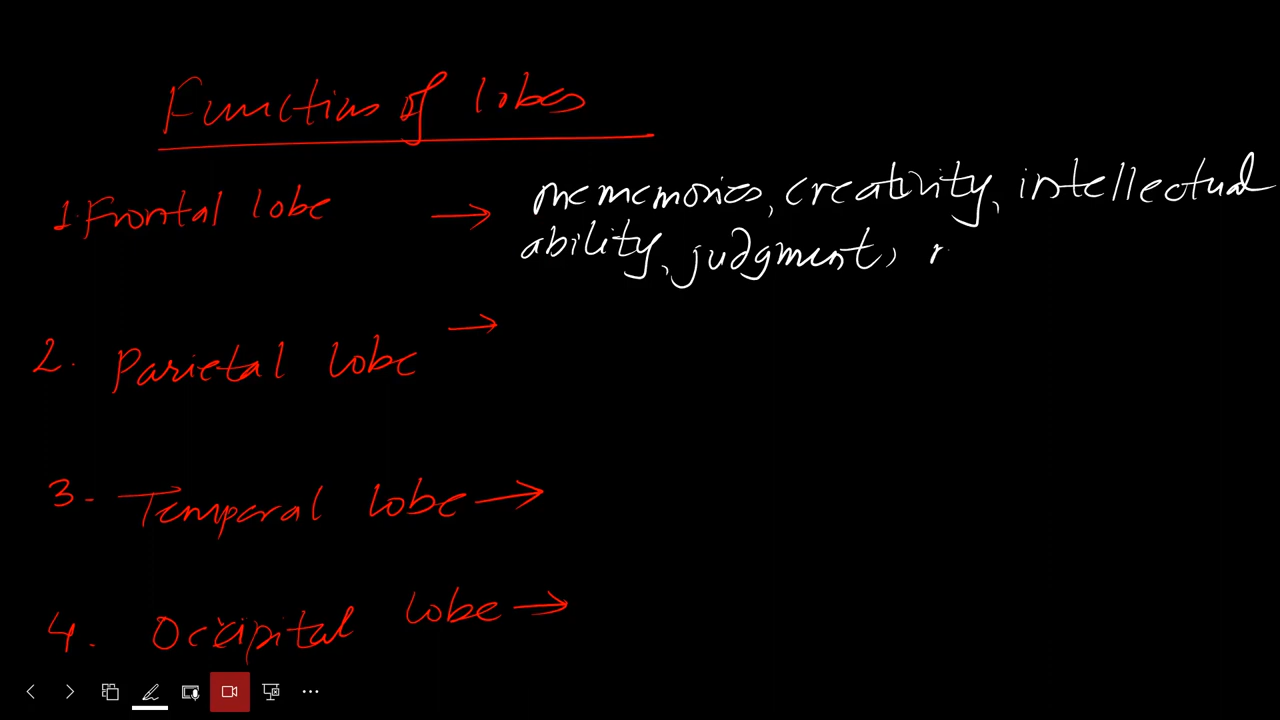 Functions of lobes
1. Frontal lobe → memories, creativity, intellectual
ability, judgment, r
2. Parietal lobe →
3- Temporal lobe →
4. Occipital lobe →